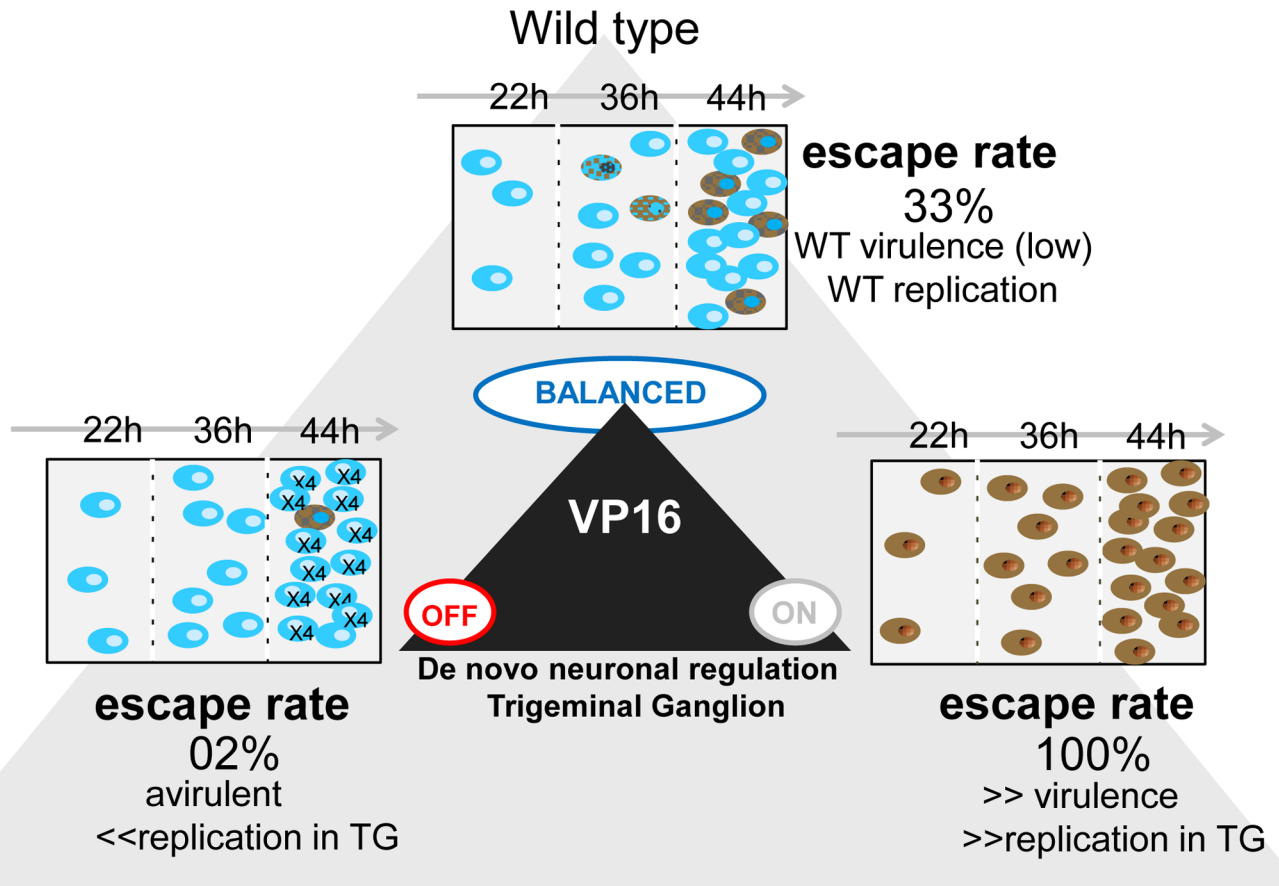 Wild type
22h 36h 44h
escape rate
33%
WT virulence (low)
WT replication
BALANCED
22h 36h 44h
X4
X4
X4
X4
X4
X4
X4
X4
X4
X4
X4
X4
escape rate
02%
avirulent
<<replication in TG
VP16
OFF
ON
De novo neuronal regulation
Trigeminal Ganglion
22h 36h 44h
escape rate
100%
>> virulence
>>replication in TG